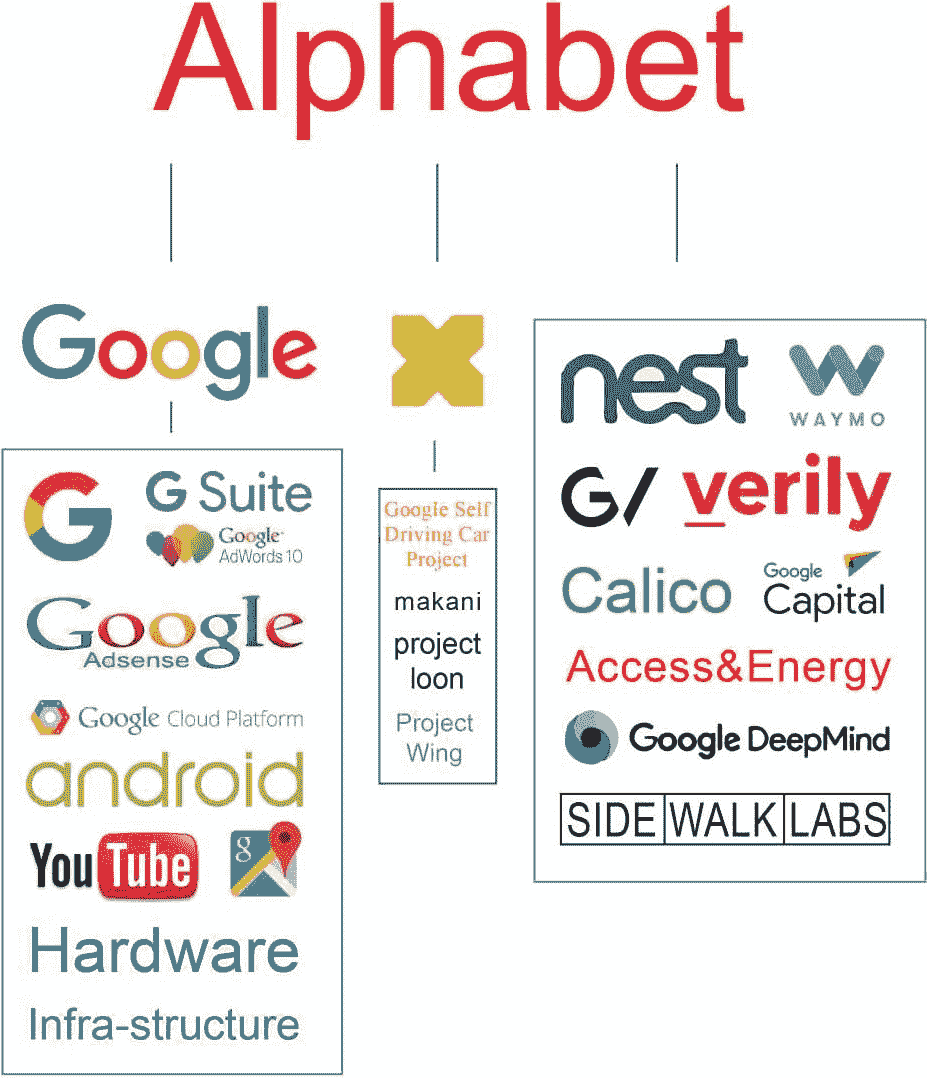 Alphabet
Google
G
G Suite
Google
AdWords 10
Google
Adsense
Google Cloud Platform
android
YouTube
g
Hardware
Infra-structure
X
Google Self
Driving Car
Project
makani
project
loon
Project
Wing
nest
W
WAYMO
G/
verily
Calico
Google
Capital
Access&Energy
Google DeepMind
SIDE WALK LABS